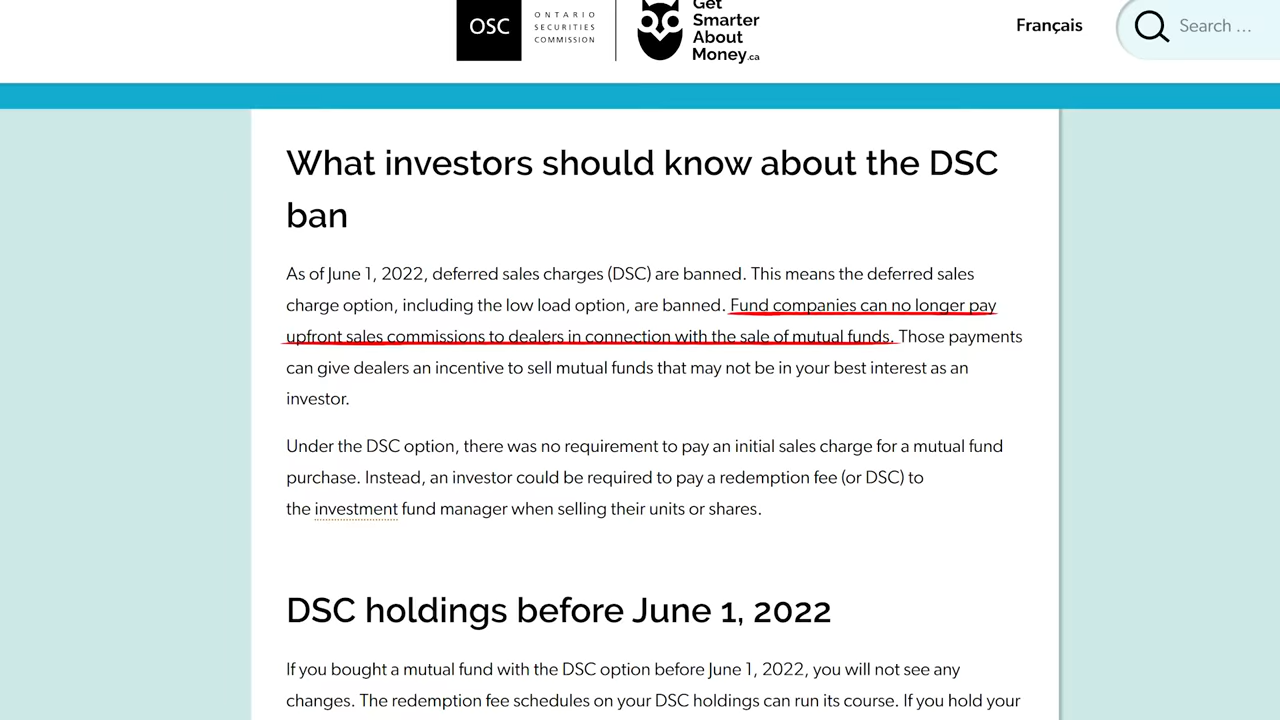 OSC
ONTARIO
SECURITIES
COMMISSION
Get
Smarter
About
Money.ca
Français
Search ...
What investors should know about the DSC
ban
As of June 1, 2022, deferred sales charges (DSC) are banned. This means the deferred sales
charge option, including the low load option, are banned. Fund companies can no longer pay
upfront sales commissions to dealers in connection with the sale of mutual funds. Those payments
can give dealers an incentive to sell mutual funds that may not be in your best interest as an
investor.
Under the DSC option, there was no requirement to pay an initial sales charge for a mutual fund
purchase. Instead, an investor could be required to pay a redemption fee (or DSC) to
the investment fund manager when selling their units or shares.
DSC holdings before June 1, 2022
If you bought a mutual fund with the DSC option before June 1, 2022, you will not see any
changes. The redemption fee schedules on your DSC holdings can run its course. If you hold your